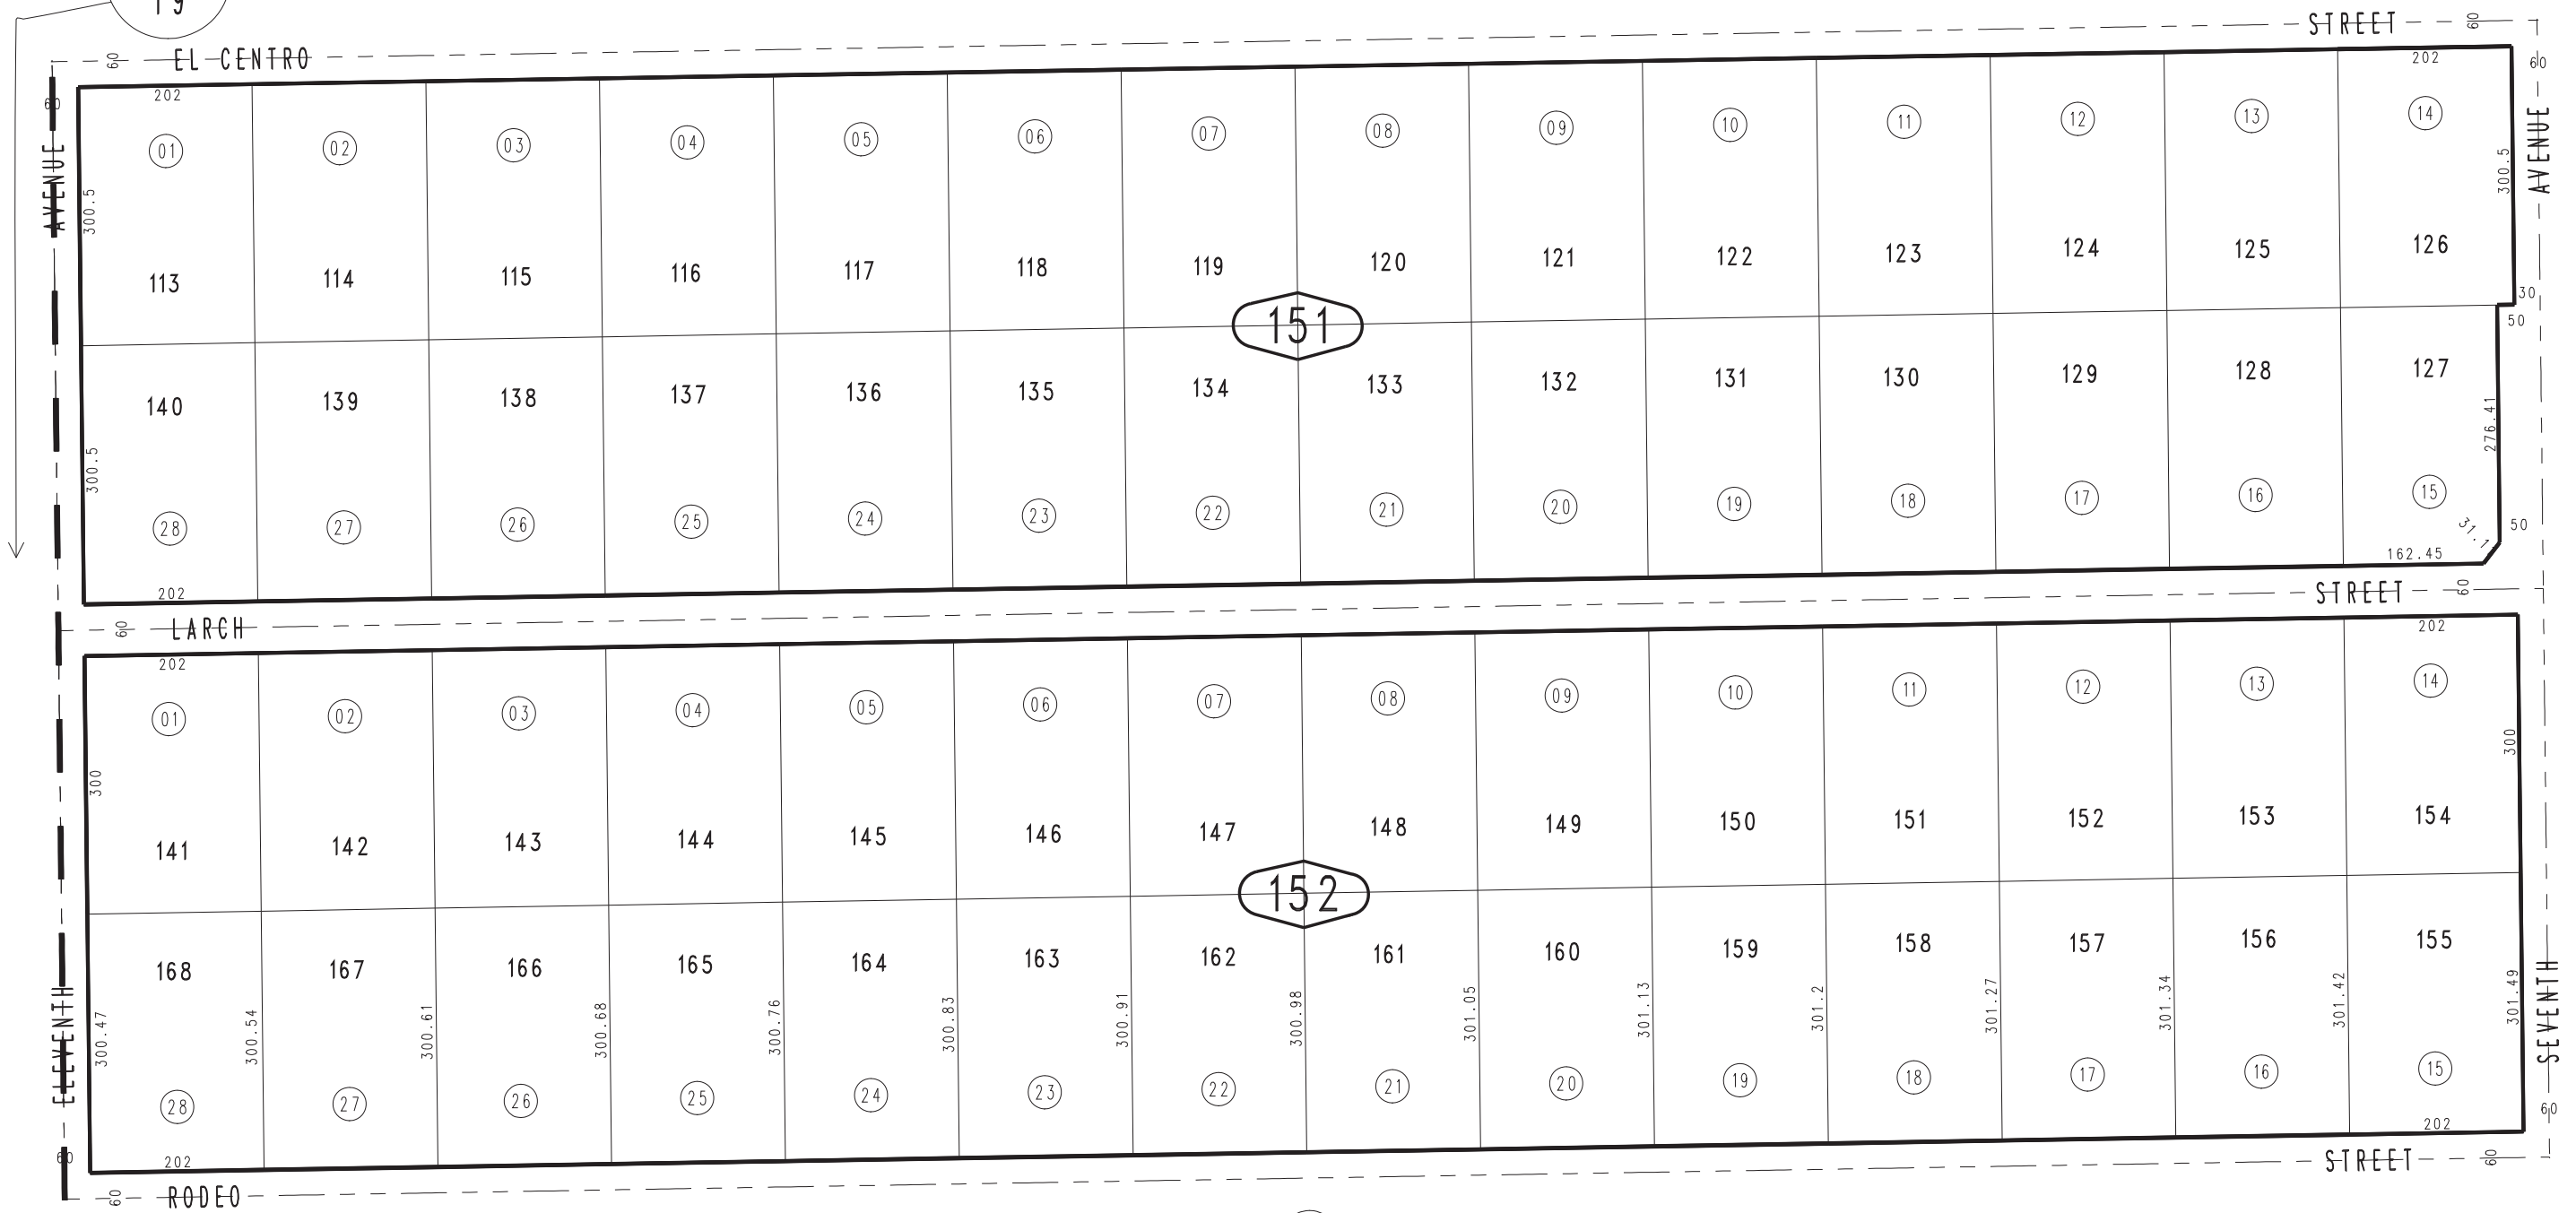 19
EL CENTRO STREET
60 60
60 202 202 60
AVENUE AVENUE
01 02 03 04 05 06 07 08 09 10 11 12 13 14
300.5 300.5
113 114 115 116 117 118 119 120 121 122 123 124 125 126
30
151
50
140 139 138 137 136 135 134 133 132 131 130 129 128 127
300.5 276.41
28 27 26 25 24 23 22 21 20 19 18 17 16 15
31.1 50
202 162.45
LARCH STREET
60 60
202 202
01 02 03 04 05 06 07 08 09 10 11 12 13 14
300 300
141 142 143 144 145 146 147 148 149 150 151 152 153 154
152
168 167 166 165 164 163 162 161 160 159 158 157 156 155
ELEVENTH SEVENTH
300.47 300.54 300.61 300.68 300.76 300.83 300.91 300.98 301.05 301.13 301.2 301.27 301.34 301.42 301.49
28 27 26 25 24 23 22 21 20 19 18 17 16 15
60 202 202 60
RODEO STREET
60 60